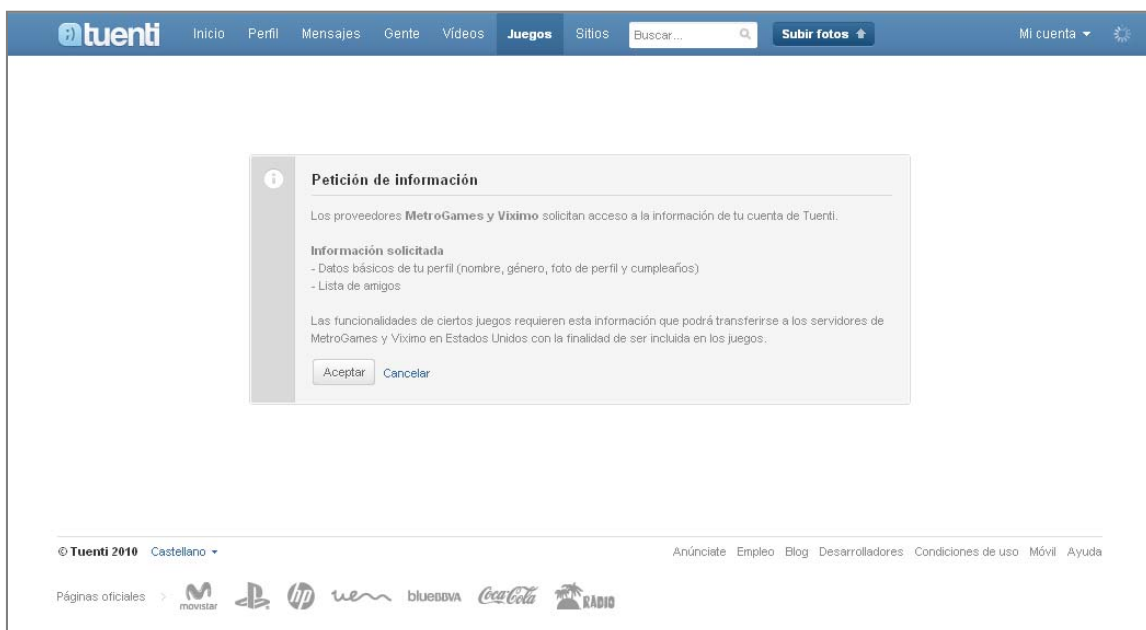 tuenti Inicio Perfil Mensajes Gente Vídeos Juegos Sitios Buscar... Subir fotos Mi cuenta
Petición de información
Los proveedores MetroGames y Viximo solicitan acceso a la información de tu cuenta de Tuenti.
Información solicitada
- Datos básicos de tu perfil (nombre, género, foto de perfil y cumpleaños)
- Lista de amigos
Las funcionalidades de ciertos juegos requieren esta información que podrá transferirse a los servidores de
MetroGames y Viximo en Estados Unidos con la finalidad de ser incluida en los juegos.
Aceptar Cancelar
© Tuenti 2010 Castellano Anúnciate Empleo Blog Desarrolladores Condiciones de uso Móvil Ayuda
Páginas oficiales movistar hp bluebbva Coca-Cola RADIO